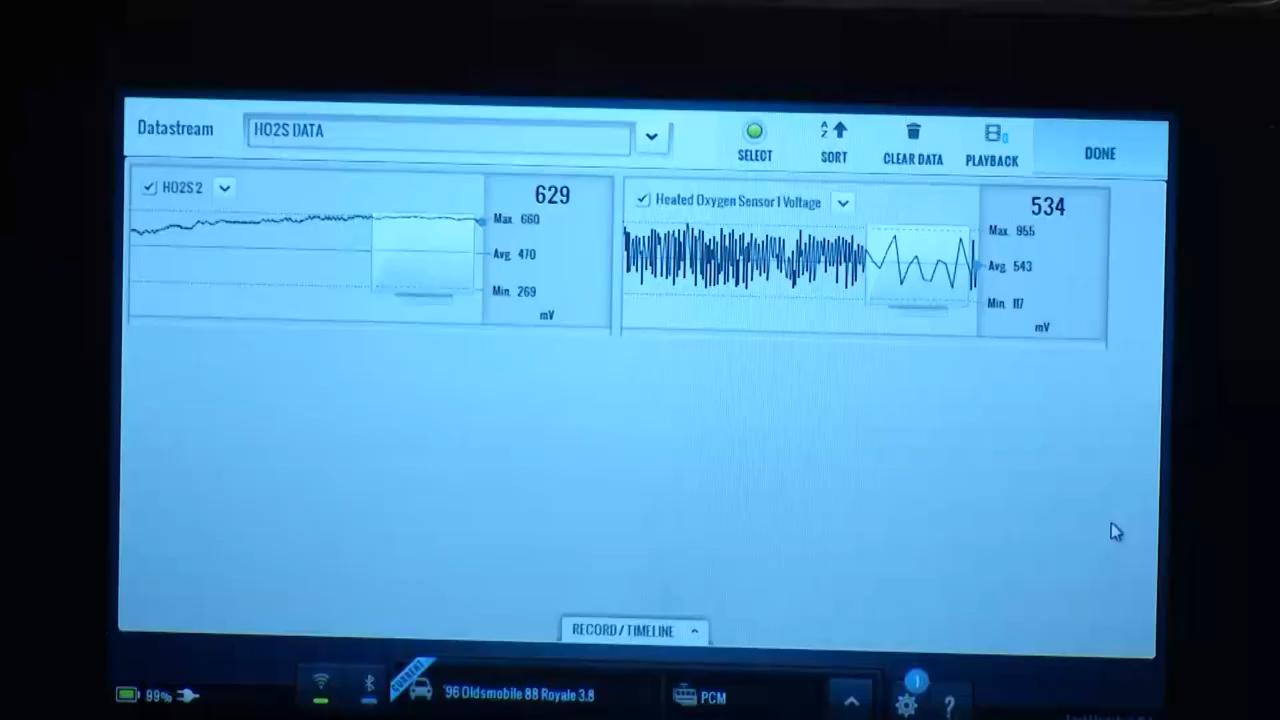 Datastream
HO2S DATA
SELECT
SORT
CLEAR DATA
PLAYBACK
DONE
HO2S 2
629
Max. 660
Avg. 470
Min. 269
mV
Heated Oxygen Sensor 1 Voltage
534
Max. 955
Avg. 543
Min. 117
mV
RECORD / TIMELINE
99%
CURRENT
'96 Oldsmobile 88 Royale 3.8
PCM
1
?